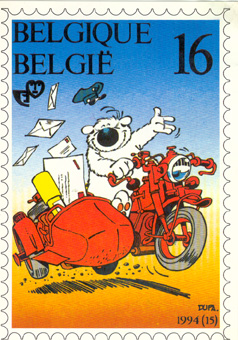 BELGIQUE
BELGIË 16
DUPA.
1994 (15)